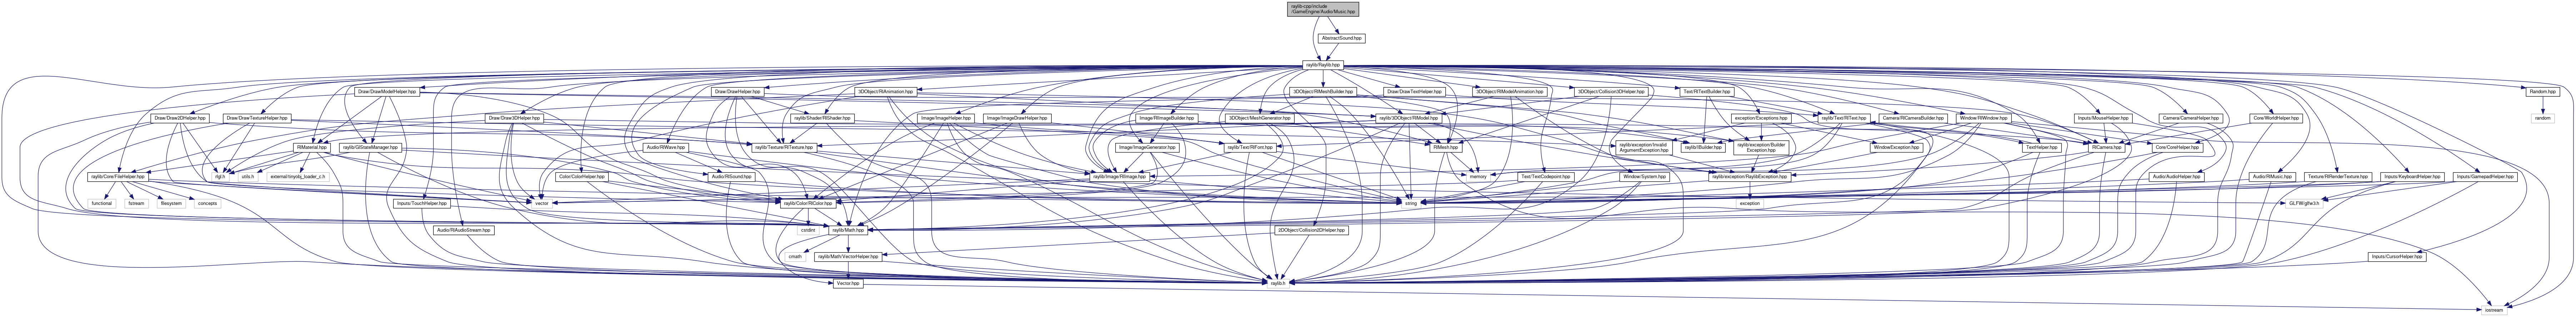 raylib-cpp/include
/GameEngine/Audio/Music.hpp
AbstractSound.hpp
raylib/Raylib.hpp
Draw/DrawModelHelper.hpp
Draw/DrawHelper.hpp
3DObject/RlAnimation.hpp
3DObject/RlMeshBuilder.hpp
Draw/DrawTextHelper.hpp
3DObject/RlModelAnimation.hpp
3DObject/Collision3DHelper.hpp
Text/RlTextBuilder.hpp
Random.hpp
Draw/Draw2DHelper.hpp
Draw/DrawTextureHelper.hpp
Draw/Draw3DHelper.hpp
raylib/Shader/RlShader.hpp
Image/ImageHelper.hpp
Image/ImageDrawHelper.hpp
Image/RlImageBuilder.hpp
3DObject/MeshGenerator.hpp
raylib/3DObject/RlModel.hpp
exception/Exceptions.hpp
raylib/Text/RlText.hpp
Camera/RlCameraBuilder.hpp
Window/RlWindow.hpp
Inputs/MouseHelper.hpp
Camera/CameraHelper.hpp
Core/WorldHelper.hpp
random
RlMaterial.hpp
raylib/GlStateManager.hpp
raylib/Texture/RlTexture.hpp
Audio/RlWave.hpp
Image/ImageGenerator.hpp
raylib/Text/RlFont.hpp
RlMesh.hpp
raylib/exception/Invalid
ArgumentException.hpp
raylib/IBuilder.hpp
raylib/exception/Builder
Exception.hpp
Window/Exception.hpp
TextHelper.hpp
RlCamera.hpp
Core/CoreHelper.hpp
raylib/Core/FileHelper.hpp
rlgl.h
utils.h
external/tinyobj_loader_c.h
Color/ColorHelper.hpp
Audio/RlSound.hpp
raylib/Image/RlImage.hpp
memory
Text/TextCodepoint.hpp
Window/System.hpp
raylib/exception/RaylibException.hpp
Audio/AudioHelper.hpp
Audio/RlMusic.hpp
Texture/RlRenderTexture.hpp
Inputs/KeyboardHelper.hpp
Inputs/GamepadHelper.hpp
functional
fstream
filesystem
concepts
Inputs/TouchHelper.hpp
vector
raylib/Color/RlColor.hpp
string
exception
GLFW/glfw3.h
Audio/RlAudioStream.hpp
cstdint
raylib/Math.hpp
2DObject/Collision2DHelper.hpp
cmath
raylib/Math/VectorHelper.hpp
Inputs/CursorHelper.hpp
Vector.hpp
raylib.h
iostream